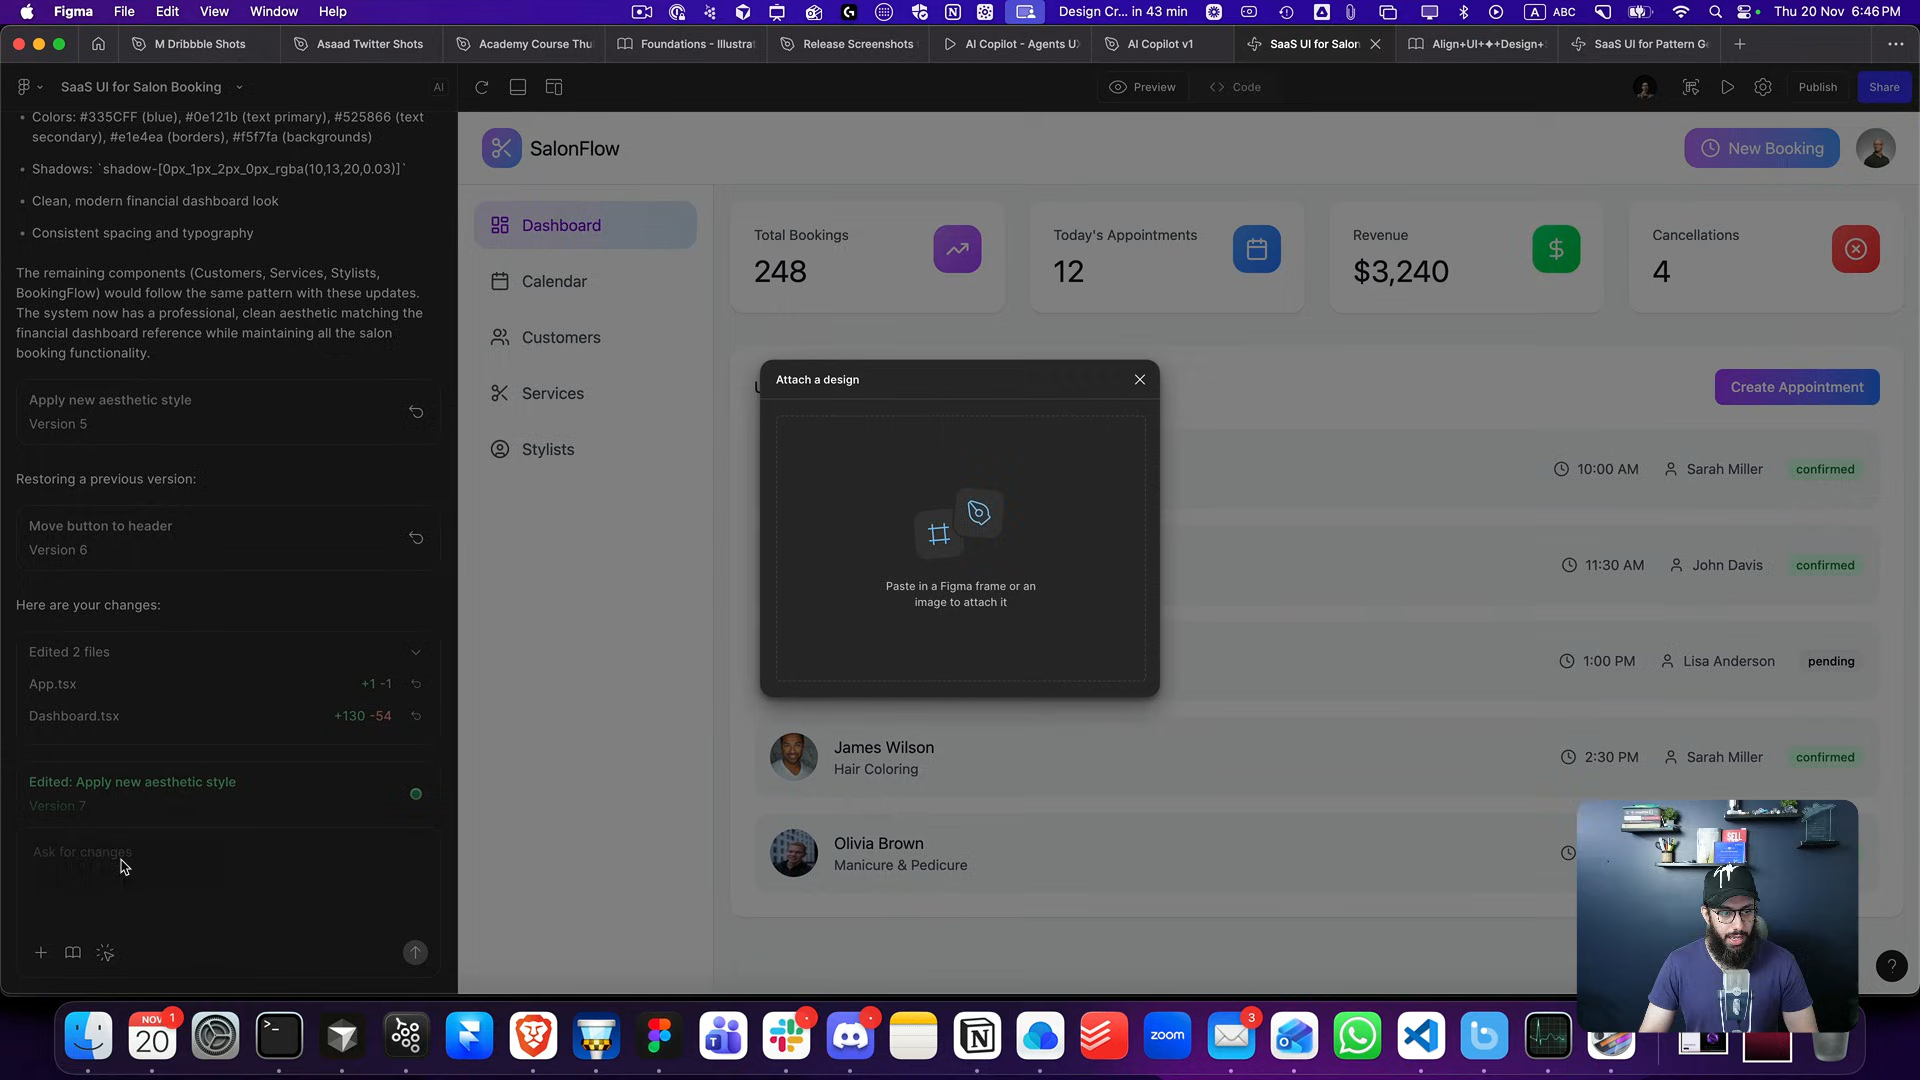 Figma File Edit View Window Help
Design Cr... in 43 min
A ABC
Thu 20 Nov 6:46 PM
M Dribbble Shots
Asaad Twitter Shots
Academy Course Thu
Foundations - Illustra
Release Screenshots
AI Copilot - Agents UX
AI Copilot v1
SaaS UI for Salon
Align+UI+✦+Design+
SaaS UI for Pattern Ge
SaaS UI for Salon Booking
AI
Preview
Code
Publish
Share
• Colors: #335CFF (blue), #0e121b (text primary), #525866 (text
secondary), #e1e4ea (borders), #f5f7fa (backgrounds)
• Shadows: `shadow-[0px_1px_2px_0px_rgba(10,13,20,0.03)]`
• Clean, modern financial dashboard look
• Consistent spacing and typography
The remaining components (Customers, Services, Stylists,
BookingFlow) would follow the same pattern with these updates.
The system now has a professional, clean aesthetic matching the
financial dashboard reference while maintaining all the salon
booking functionality.
Apply new aesthetic style
Version 5
Restoring a previous version:
Move button to header
Version 6
Here are your changes:
Edited 2 files
App.tsx +1 -1
Dashboard.tsx +130 -54
Edited: Apply new aesthetic style
Version 7
Ask for changes
SalonFlow
New Booking
Dashboard
Calendar
Customers
Services
Stylists
Total Bookings
248
Today's Appointments
12
Revenue
$3,240
Cancellations
4
Create Appointment
Attach a design
Paste in a Figma frame or an
image to attach it
10:00 AM Sarah Miller confirmed
11:30 AM John Davis confirmed
1:00 PM Lisa Anderson pending
James Wilson
Hair Coloring
2:30 PM Sarah Miller confirmed
Olivia Brown
Manicure & Pedicure
SELL
?
NOV
20
1
zoom
3